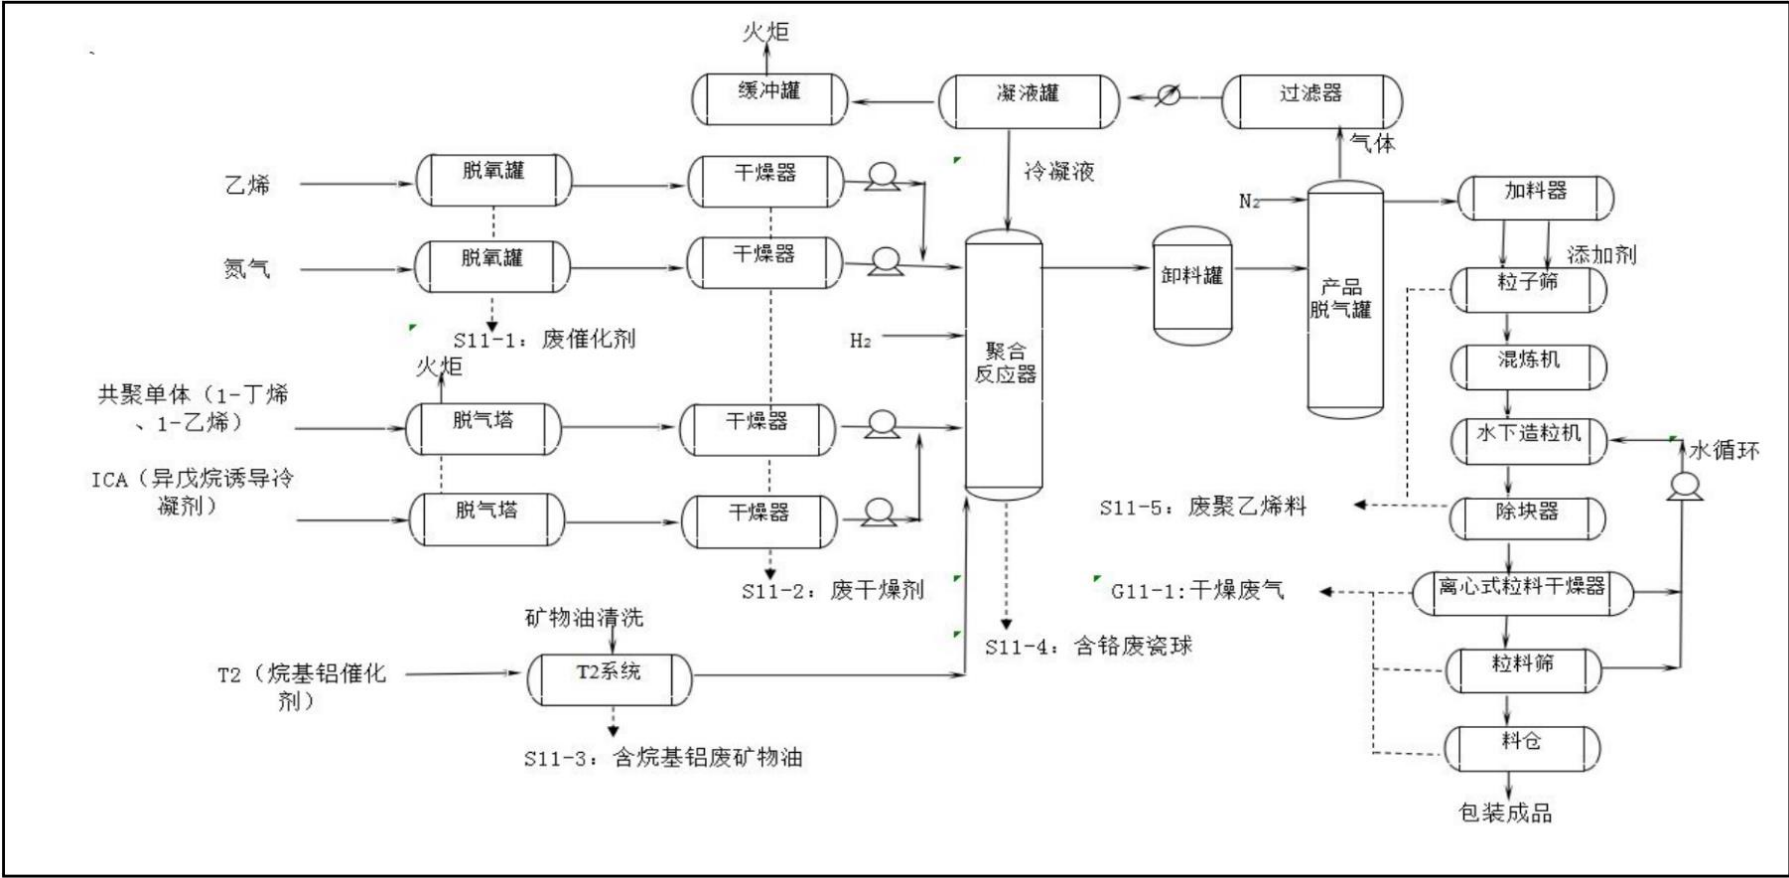 火炬
缓冲罐
凝液罐
过滤器
气体
冷凝液
乙烯
脱氧罐
干燥器
氮气
脱氧罐
干燥器
S11-1：废催化剂
火炬
H₂
共聚单体（1-丁烯
、1-乙烯）
脱气塔
干燥器
ICA（异戊烷诱导冷
凝剂）
脱气塔
干燥器
S11-2：废干燥剂
矿物油清洗
T2（烷基铝催化
剂）
T2系统
S11-3：含烷基铝废矿物油
聚合
反应器
S11-4：含铬废瓷球
卸料罐
N₂
产品
脱气罐
加料器
添加剂
粒子筛
混炼机
水下造粒机
水循环
S11-5：废聚乙烯料
除块器
G11-1:干燥废气
离心式粒料干燥器
粒料筛
料仓
包装成品